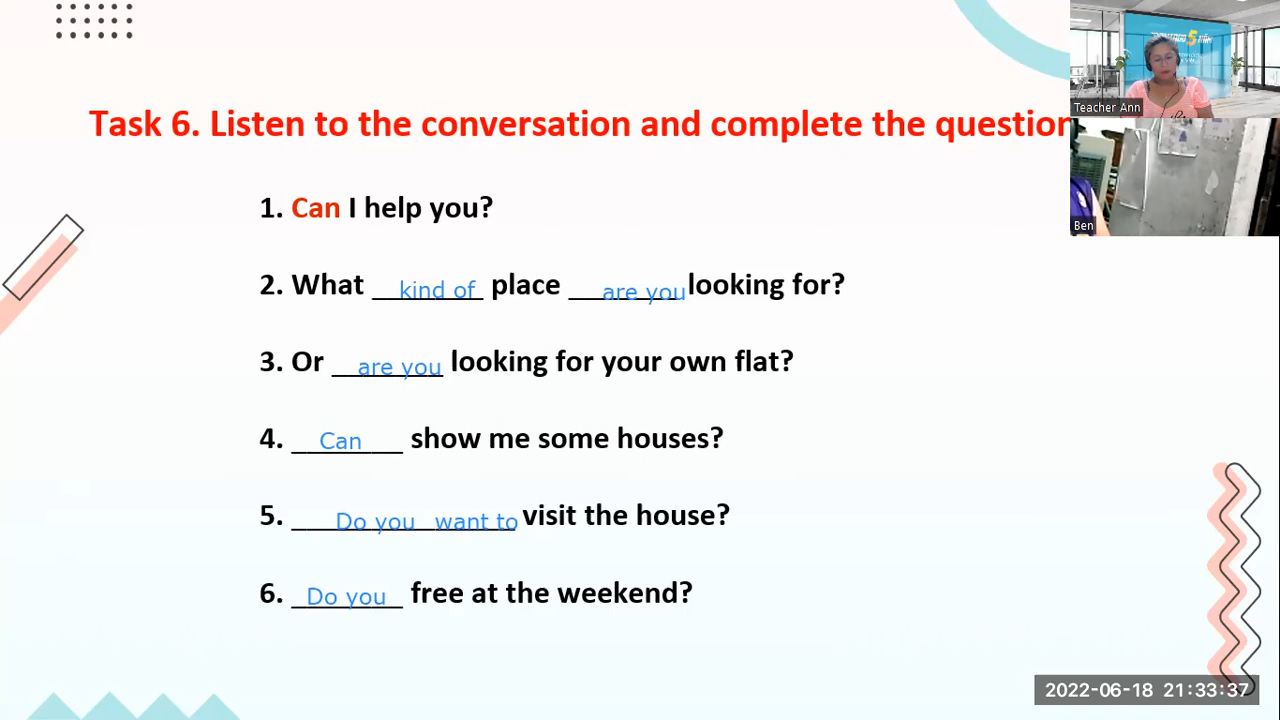 Task 6. Listen to the conversation and complete the question
1. Can I help you?
2. What kind of place are you looking for?
3. Or are you looking for your own flat?
4. Can show me some houses?
5. Do you want to visit the house?
6. Do you free at the weekend?
Teacher Ann
Ben
2022-06-18 21:33:37